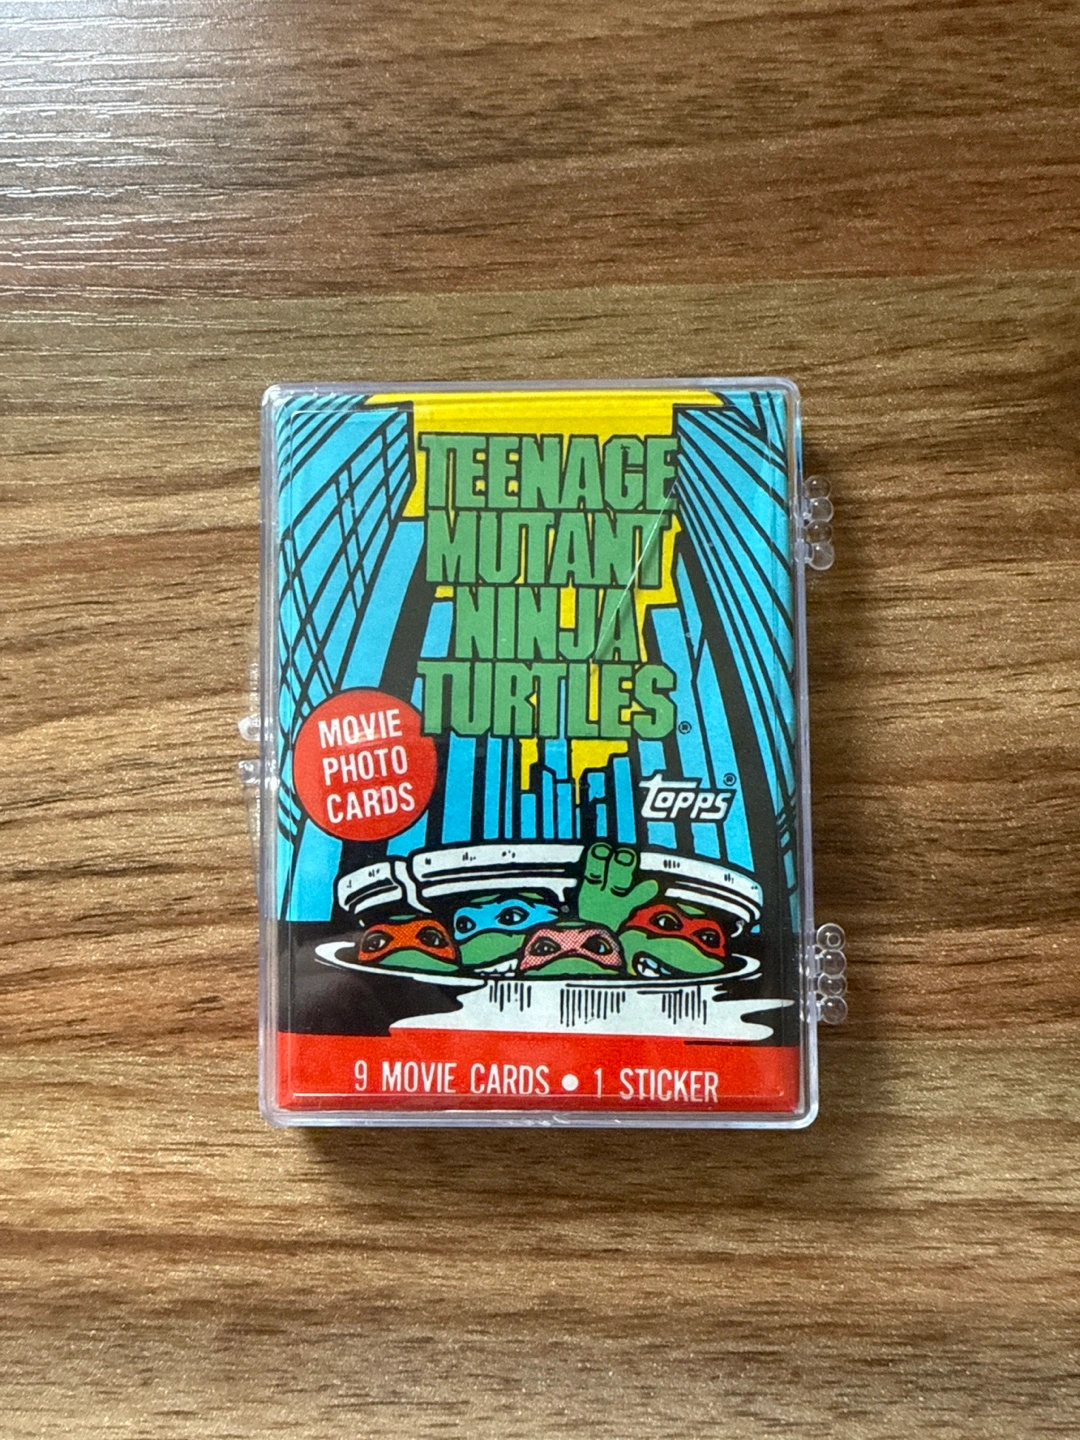 TEENAGE
MUTANT
NINJA
TURTLES®
MOVIE
PHOTO
CARDS
TOPPS®
9 MOVIE CARDS • 1 STICKER